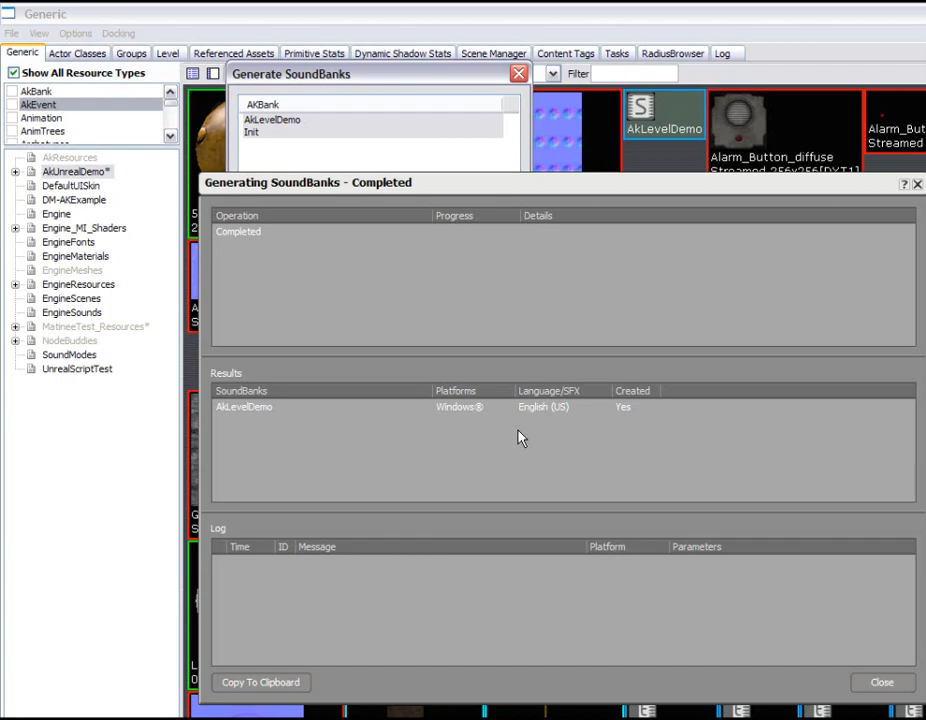 Generic
File View Options Docking
Generic Actor Classes Groups Level Referenced Assets Primitive Stats Dynamic Shadow Stats Scene Manager Content Tags Tasks RadiusBrowser Log
Show All Resource Types
Filter
AkBank
AkEvent
Animation
AnimTrees
AkResources
AkUnrealDemo*
DefaultUISkin
DM-AKExample
Engine
Engine_MI_Shaders
EngineFonts
EngineMaterials
EngineMeshes
EngineResources
EngineScenes
EngineSounds
MatineeTest_Resources*
NodeBuddies
SoundModes
UnrealScriptTest
Generate SoundBanks
AKBank
AkLevelDemo
Init
AkLevelDemo
Alarm_Button_diffuse
Streamed 256x256[DXT1]
Alarm_B
Streamed
Generating SoundBanks - Completed
Operation Progress Details
Completed
Results
SoundBanks Platforms Language/SFX Created
AkLevelDemo Windows® English (US) Yes
Log
Time ID Message Platform Parameters
Copy To Clipboard Close